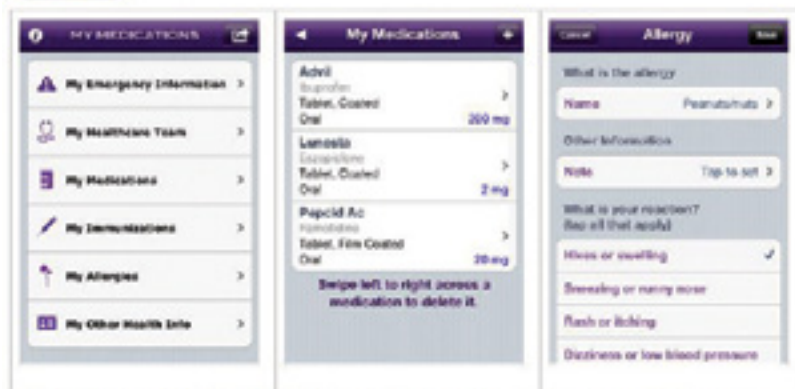 MY MEDICATIONS
My Emergency Information
My Healthcare Team
My Medications
My Immunizations
My Allergies
My Other Health Info
My Medications
Advil
Ibuprofen
Tablet, Coated
Oral 200 mg
Lunesta
Eszopiclone
Tablet, Coated
Oral 2 mg
Pepcid Ac
Famotidine
Tablet, Film Coated
Oral 20 mg
Swipe left to right across a
medication to delete it.
Cancel Allergy Save
What is the allergy
Name Peanuts/nuts
Other Information
Note Tap to set
What is your reaction?
(tap all that apply)
Hives or swelling
Sneezing or runny nose
Rash or itching
Dizziness or low blood pressure